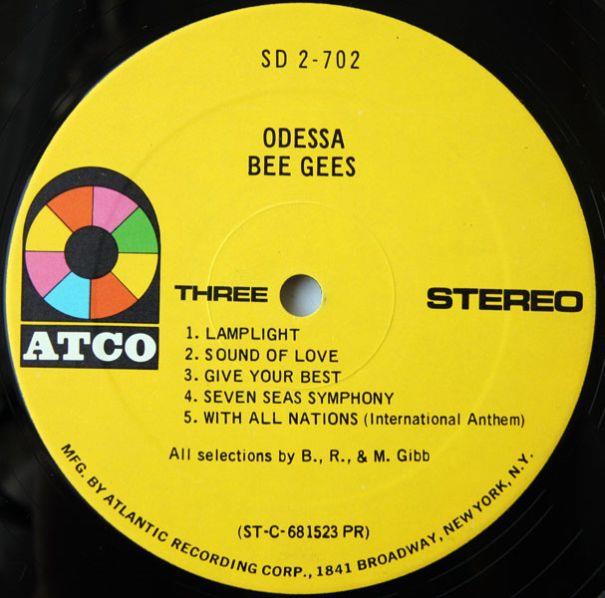 SD 2-702
ODESSA
BEE GEES
ATCO
THREE
STEREO
1. LAMPLIGHT
2. SOUND OF LOVE
3. GIVE YOUR BEST
4. SEVEN SEAS SYMPHONY
5. WITH ALL NATIONS (International Anthem)
All selections by B., R., & M. Gibb
(ST-C-681523 PR)
MFG. BY ATLANTIC RECORDING CORP., 1841 BROADWAY, NEW YORK, N.Y.